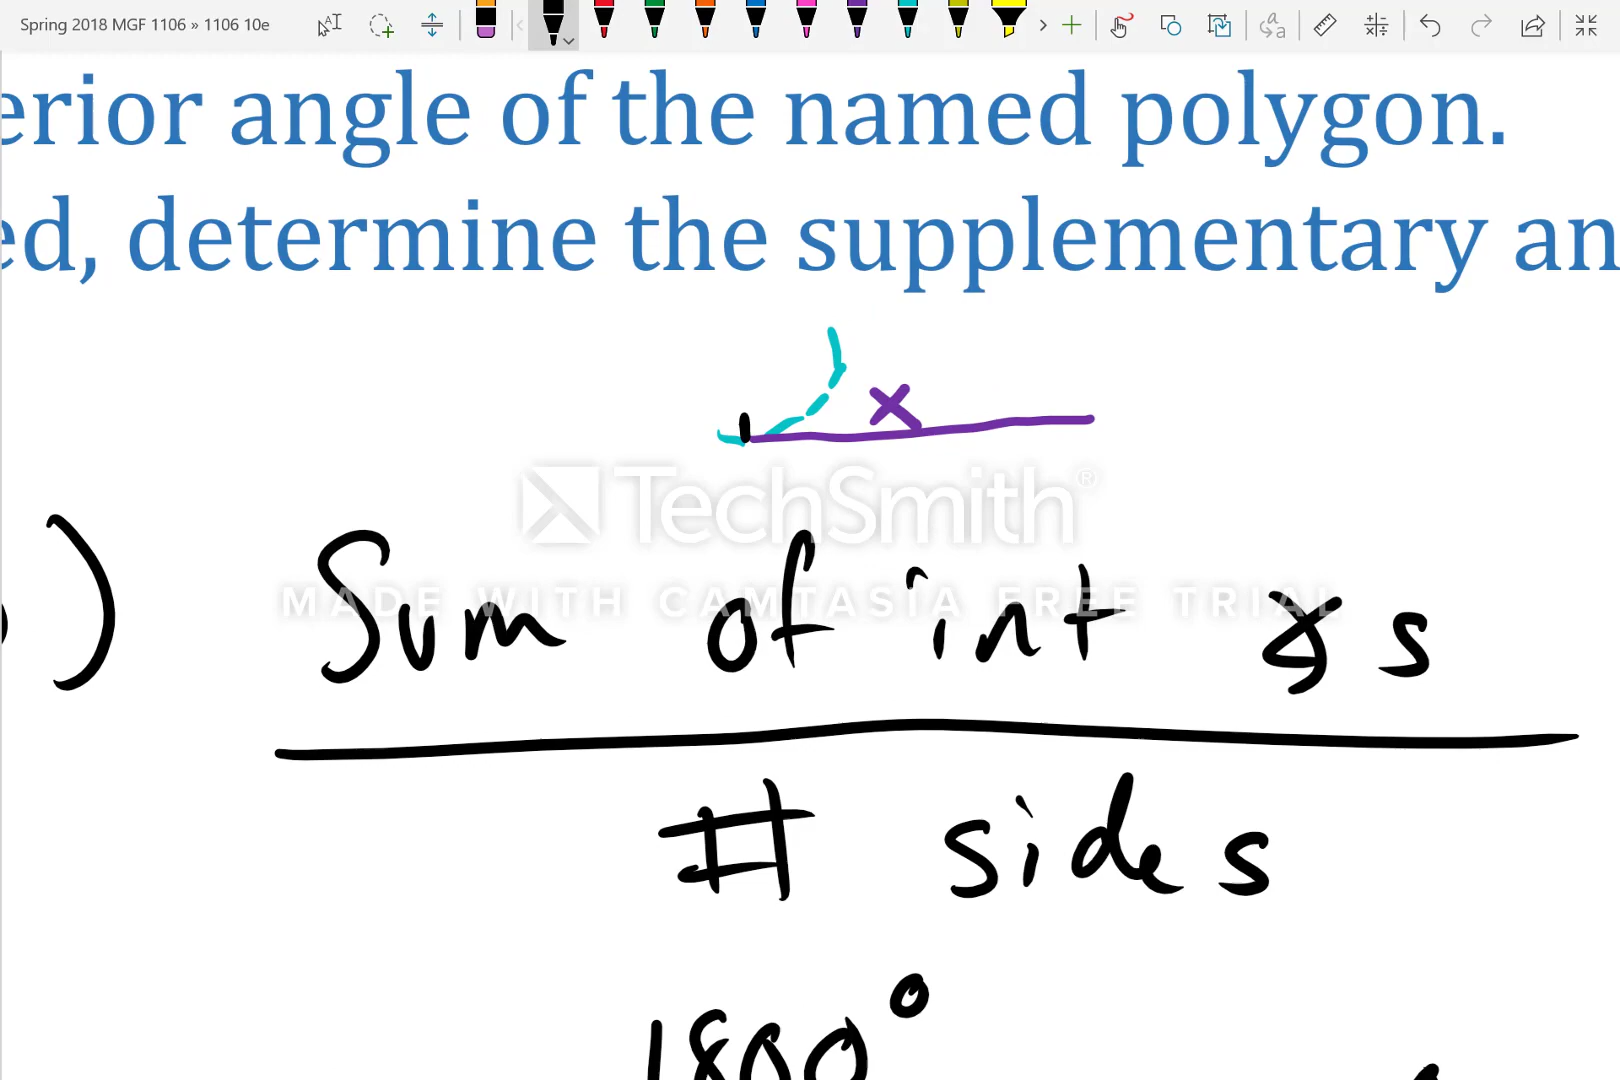 Spring 2018 MGF 1106 » 1106 10e
erior angle of the named polygon.
ed, determine the supplementary an
x
TechSmith®
MADE WITH CAMTASIA FREE TRIAL
) Sum of int ∡s
# sides
1800°